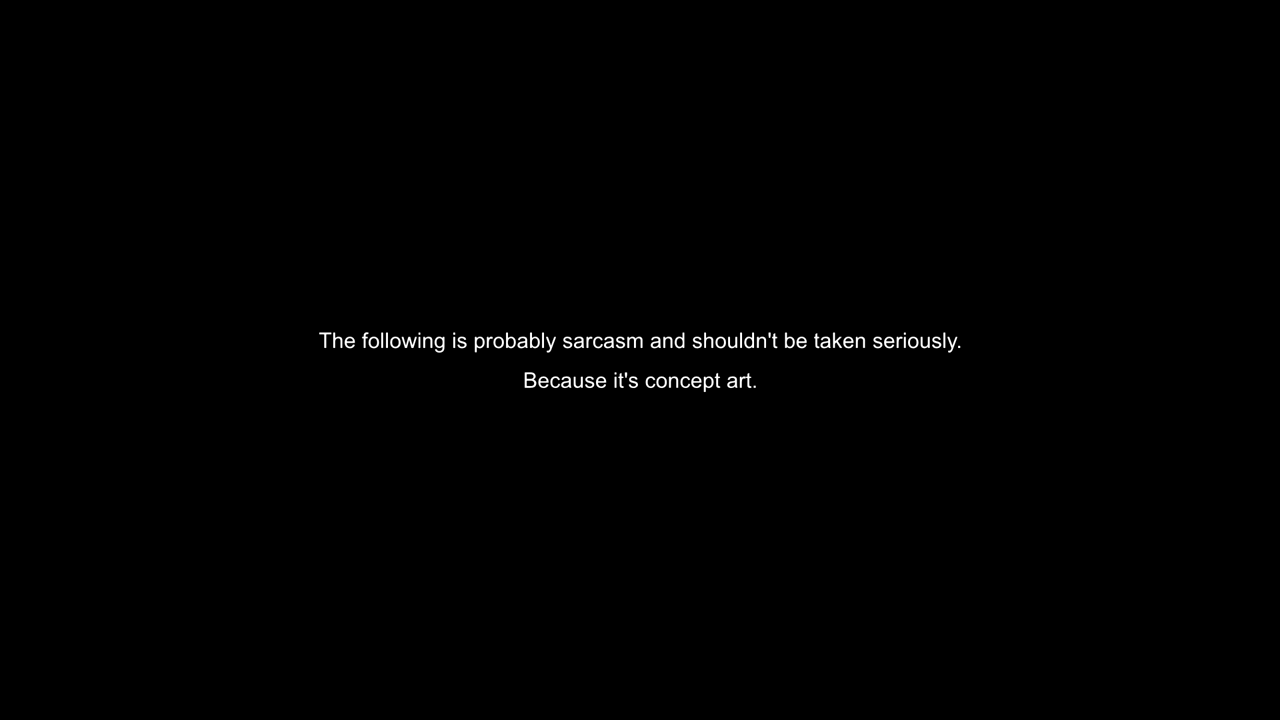 The following is probably sarcasm and shouldn't be taken seriously.
Because it's concept art.